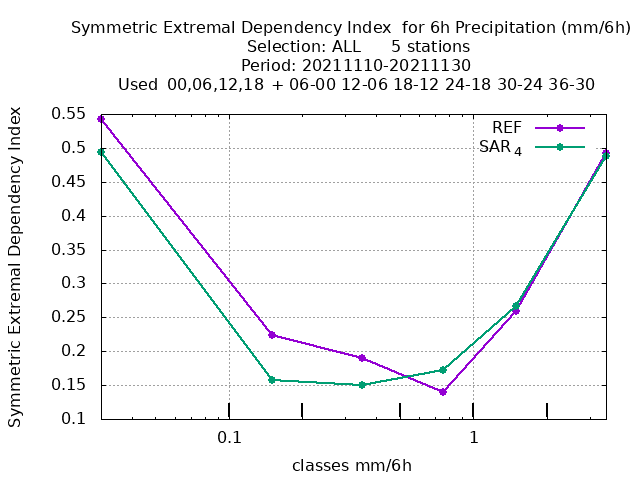 Symmetric Extremal Dependency Index  for 6h Precipitation (mm/6h)
Selection: ALL      5 stations
Period: 20211110-20211130
Used  00,06,12,18  + 06-00 12-06 18-12 24-18 30-24 36-30
Symmetric Extremal Dependency Index
0.55
0.5
0.45
0.4
0.35
0.3
0.25
0.2
0.15
0.1
REF
SAR 4
0.1
1
classes mm/6h